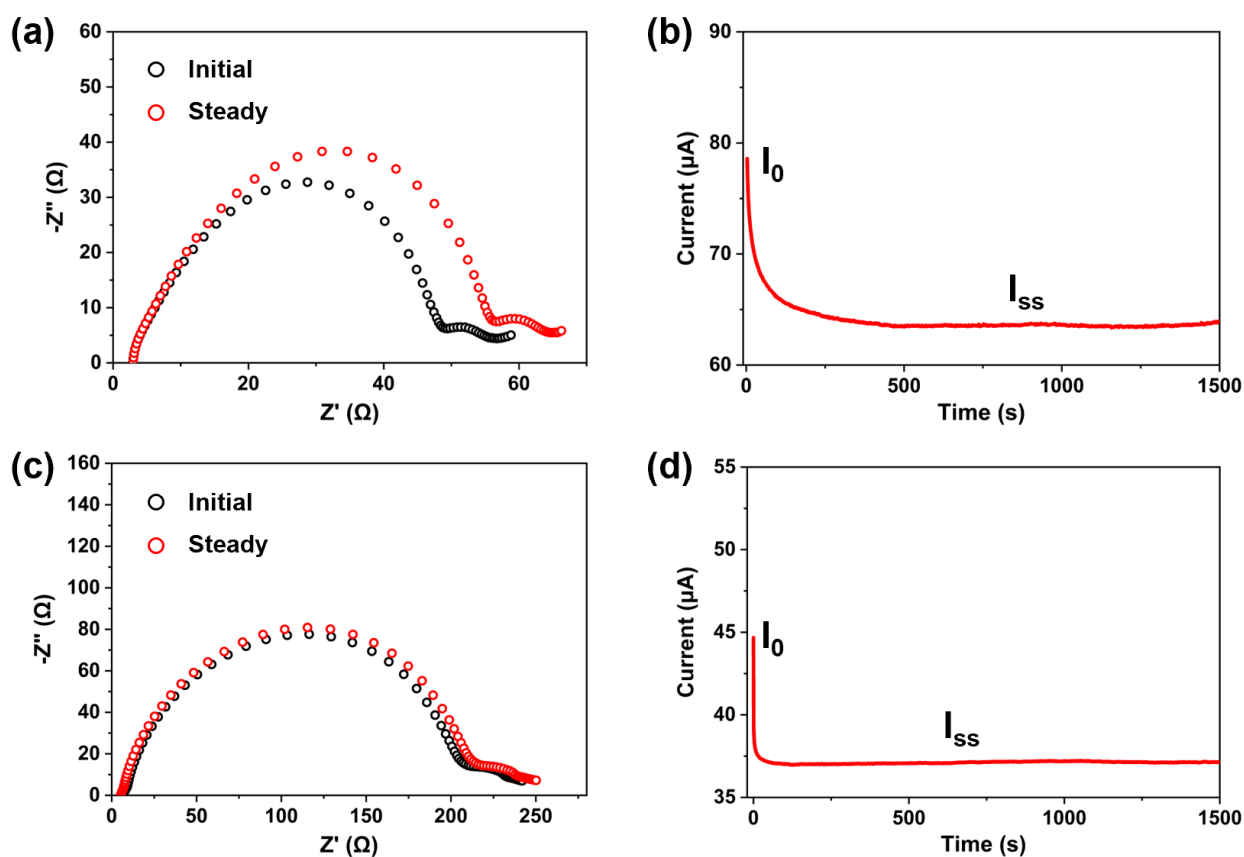 (a)
60
50
40
30
20
10
0
-Z" (Ω)
Initial
Steady
0
20
40
60
Z' (Ω)
(b)
90
80
70
60
Current (μA)
I0
Iss
0
500
1000
1500
Time (s)
(c)
160
140
120
100
80
60
40
20
0
-Z" (Ω)
Initial
Steady
0
50
100
150
200
250
Z' (Ω)
(d)
55
50
45
40
35
Current (μA)
I0
Iss
0
500
1000
1500
Time (s)